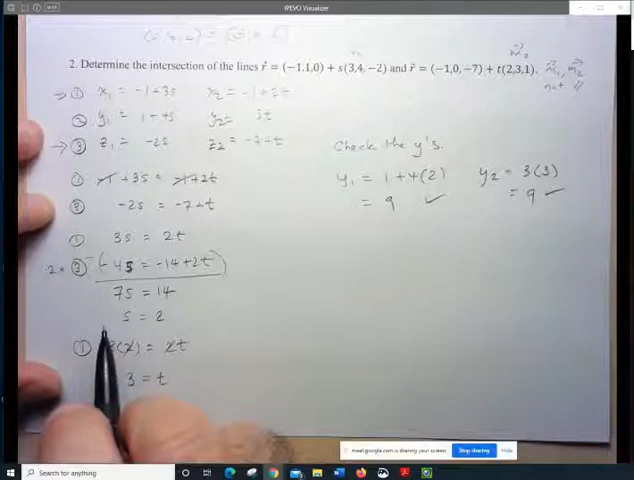 IPEVO Visualizer
2. Determine the intersection of the lines r⃗ = (−1,1,0) + s(3,4, −2) and r⃗ = (−1,0, −7) + t(2,3,1).
m⃗₂
m⃗₁, m⃗₂
not //
→ ① x₁ = −1+3s x₂ = −1+2t
② y₁ = 1+4s y₂ = 3t
→ ③ z₁ = −2s z₂ = −7+t
① −1+3s = −1+2t
③ −2s = −7+t
① 3s = 2t
2× ③ −(−4s = −14+2t)
7s = 14
s = 2
① 3(2) = 2t
3 = t
Check the y's.
y₁ = 1+4(2) y₂ = 3(3)
= 9 ✓ = 9 ✓
meet.google.com is sharing your screen.
Stop sharing
Hide
Search for anything